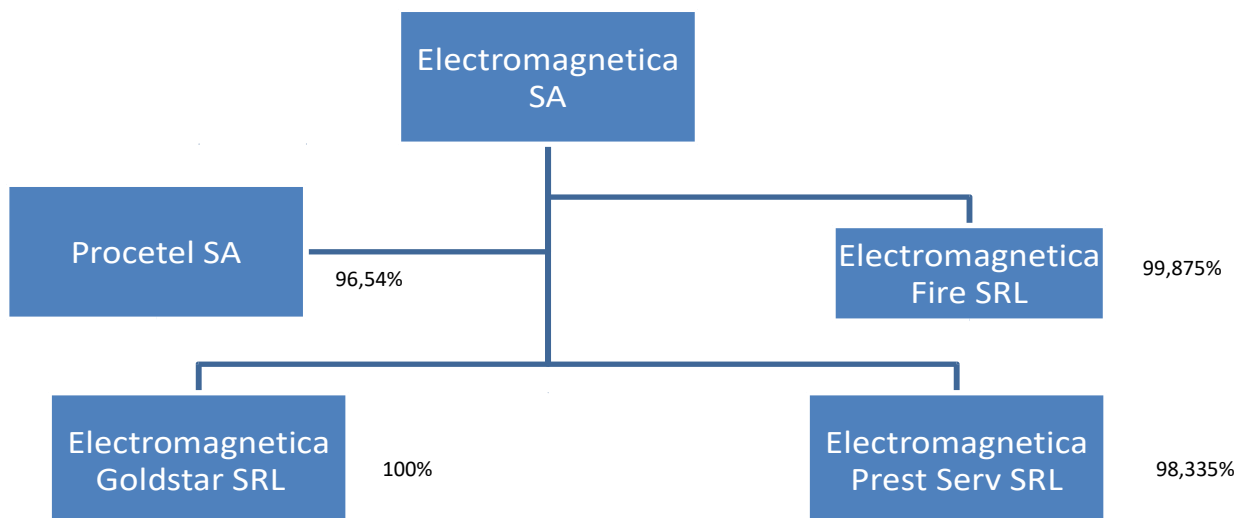 Electromagnetica
SA
Procetel SA
96,54%
Electromagnetica
Fire SRL
99,875%
Electromagnetica
Goldstar SRL
100%
Electromagnetica
Prest Serv SRL
98,335%